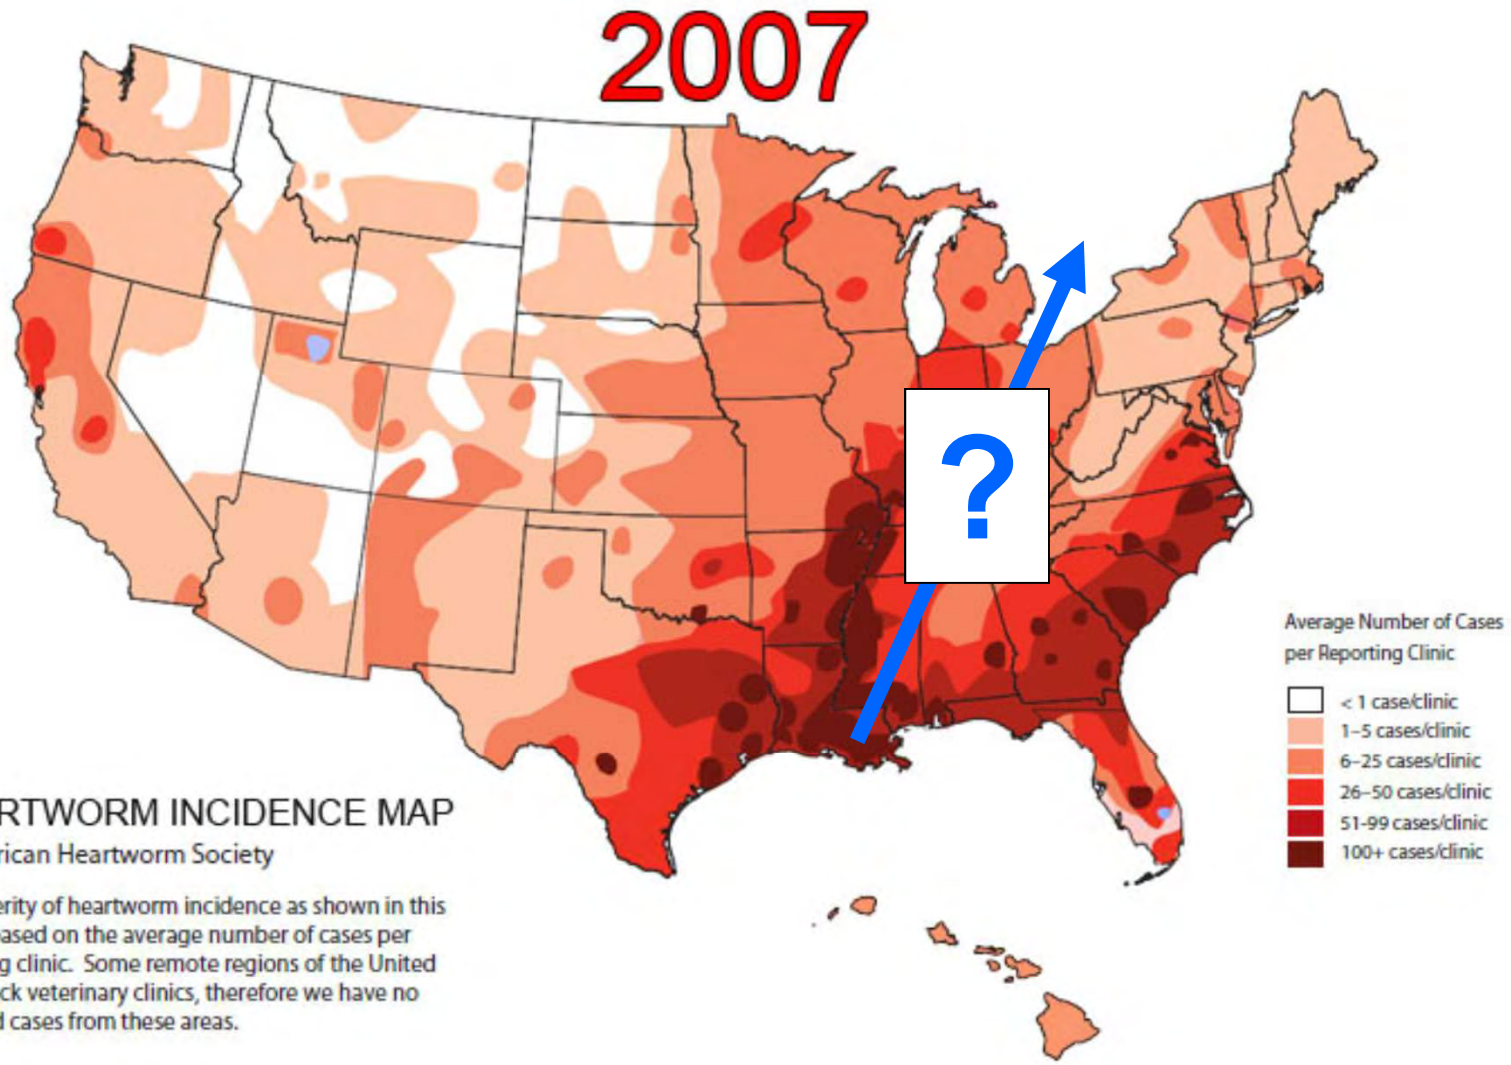 2007
?
Average Number of Cases
per Reporting Clinic
< 1 case/clinic
1–5 cases/clinic
6–25 cases/clinic
26–50 cases/clinic
51-99 cases/clinic
100+ cases/clinic
RTWORM INCIDENCE MAP
rican Heartworm Society
erity of heartworm incidence as shown in this
ased on the average number of cases per
g clinic. Some remote regions of the United
ck veterinary clinics, therefore we have no
d cases from these areas.